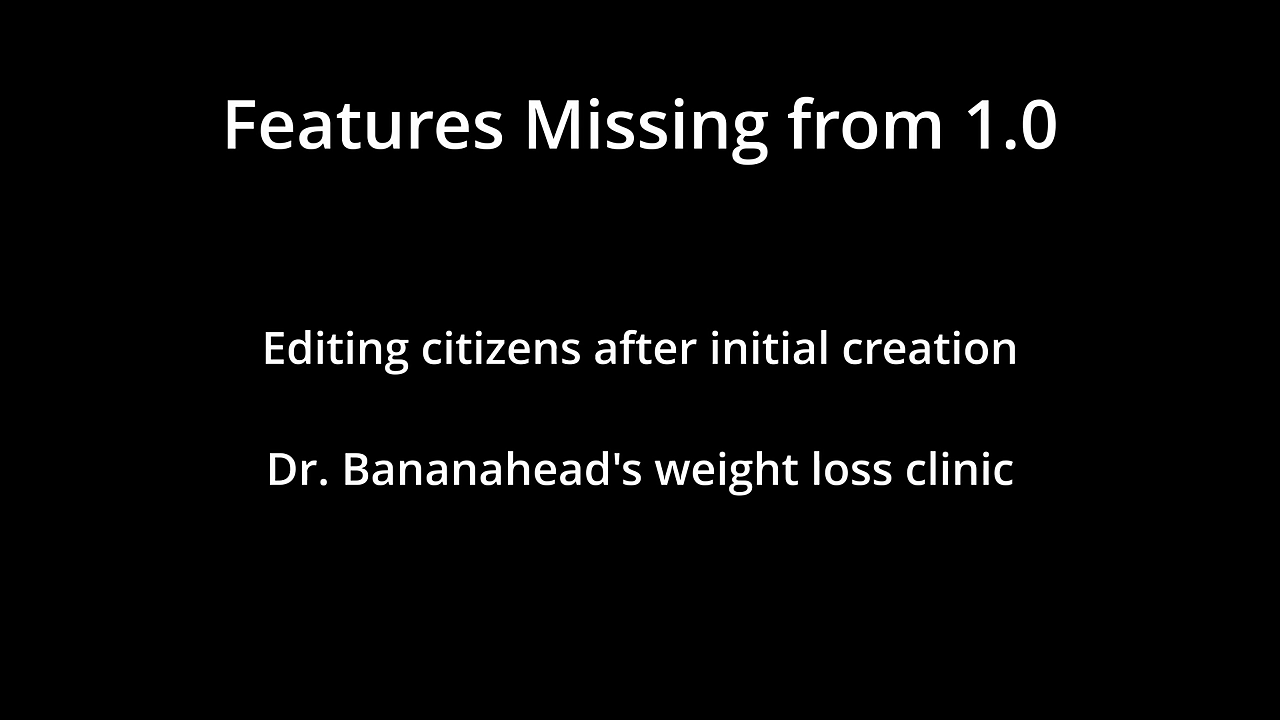 Features Missing from 1.0
Editing citizens after initial creation
Dr. Bananahead's weight loss clinic